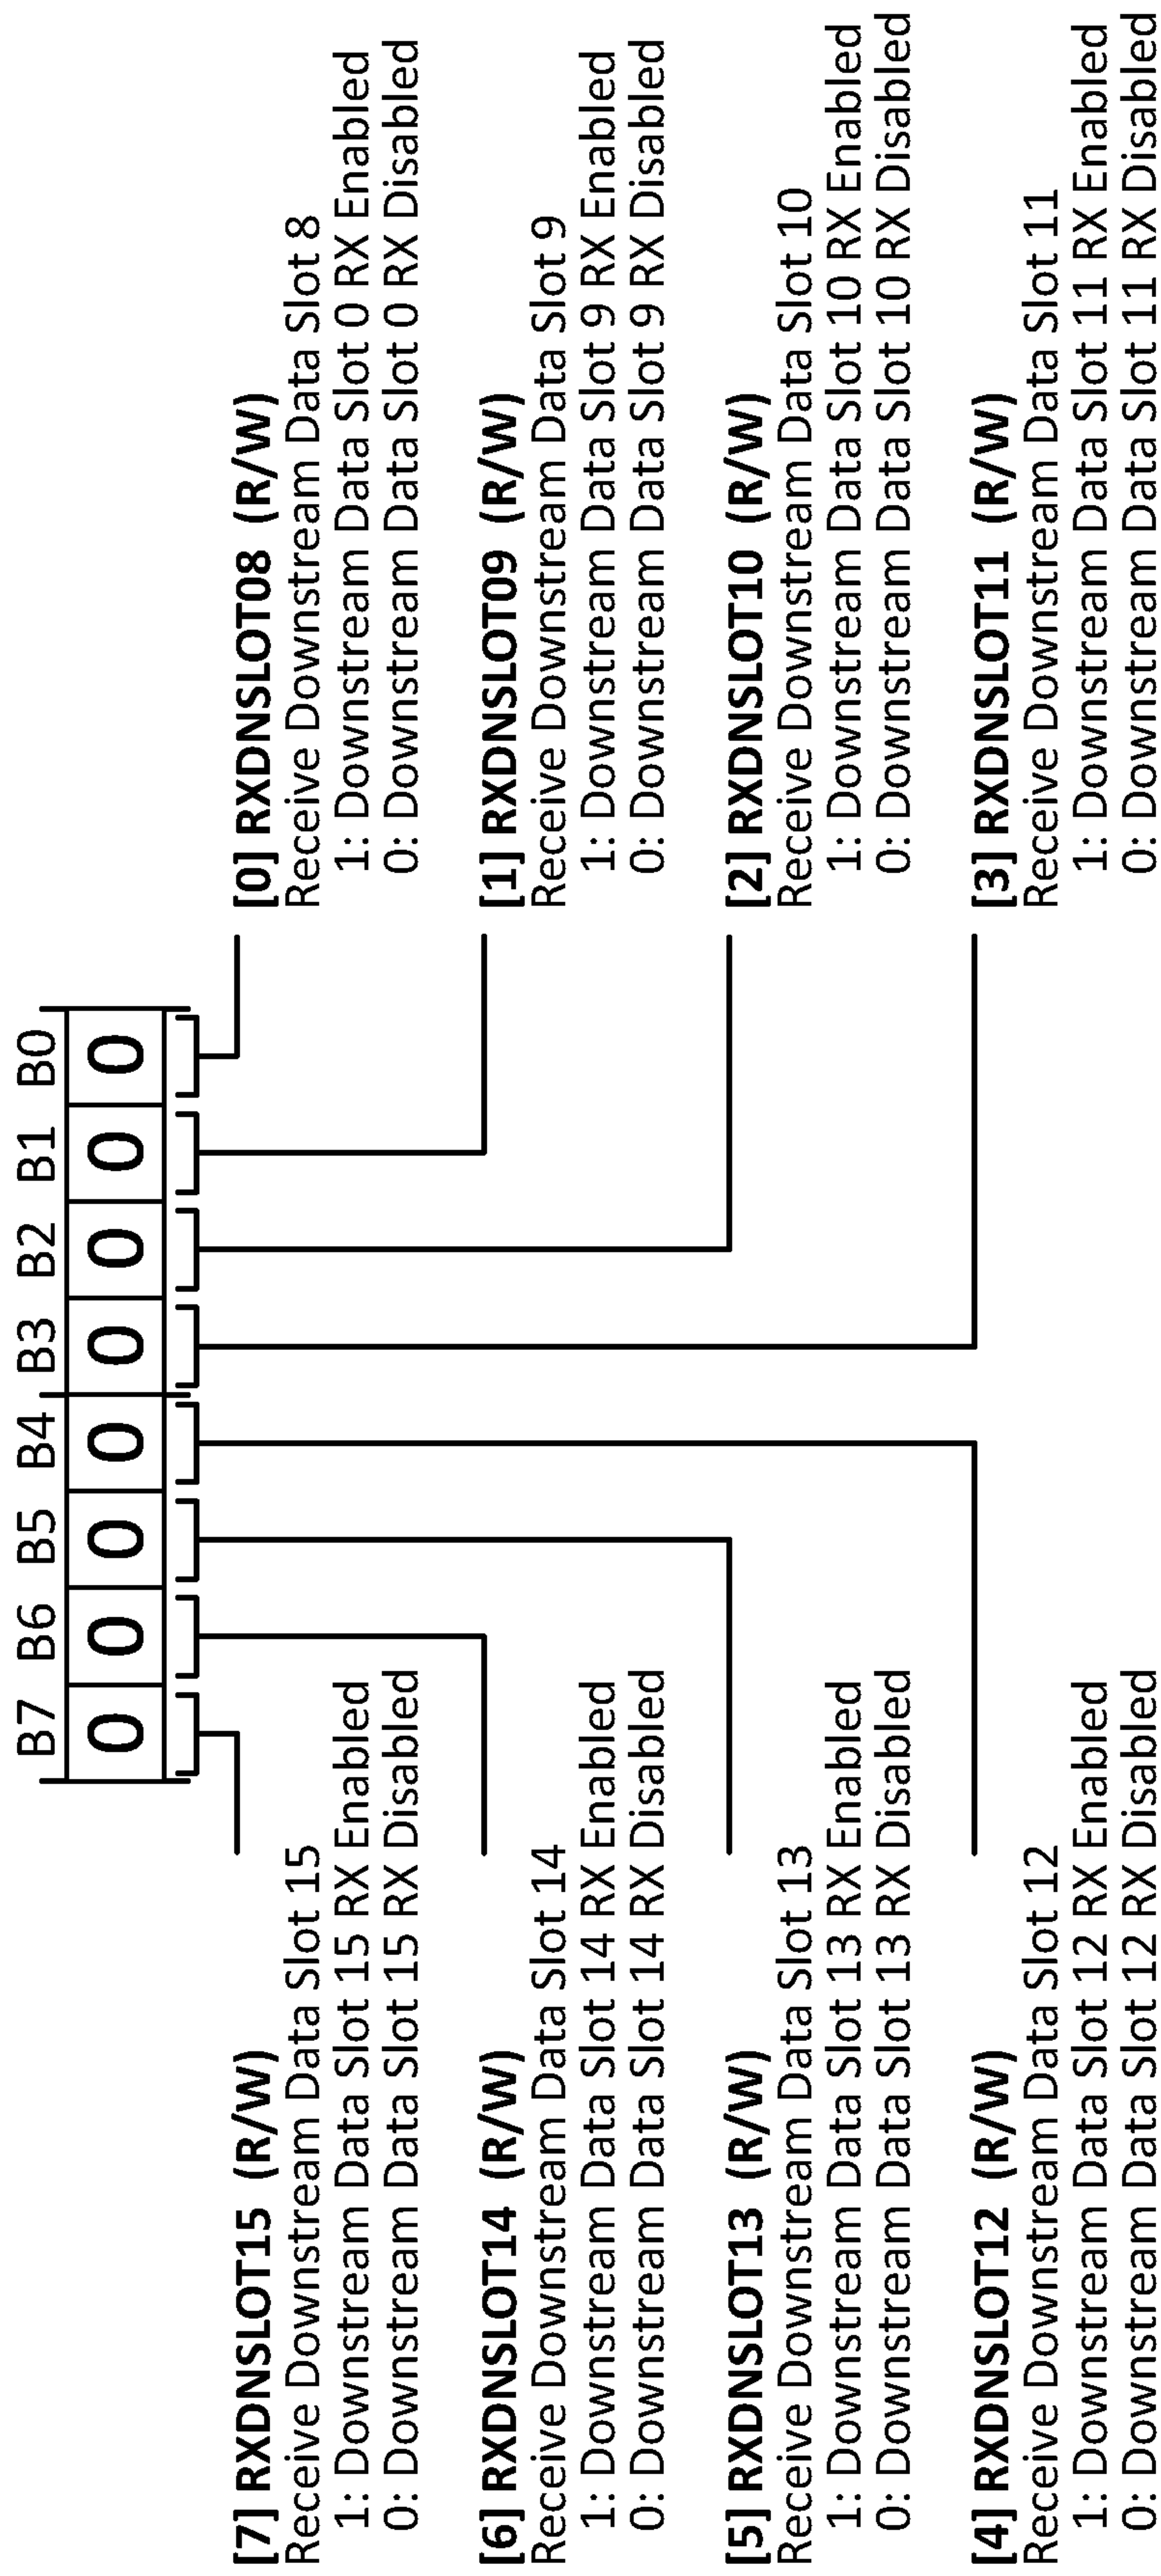 B7 B6 B5 B4 B3 B2 B1 B0
0 0 0 0 0 0 0 0
[7] RXDNSLOT15 (R/W)
Receive Downstream Data Slot 15
1: Downstream Data Slot 15 RX Enabled
0: Downstream Data Slot 15 RX Disabled
[6] RXDNSLOT14 (R/W)
Receive Downstream Data Slot 14
1: Downstream Data Slot 14 RX Enabled
0: Downstream Data Slot 14 RX Disabled
[5] RXDNSLOT13 (R/W)
Receive Downstream Data Slot 13
1: Downstream Data Slot 13 RX Enabled
0: Downstream Data Slot 13 RX Disabled
[4] RXDNSLOT12 (R/W)
Receive Downstream Data Slot 12
1: Downstream Data Slot 12 RX Enabled
0: Downstream Data Slot 12 RX Disabled
[0] RXDNSLOT08 (R/W)
Receive Downstream Data Slot 8
1: Downstream Data Slot 0 RX Enabled
0: Downstream Data Slot 0 RX Disabled
[1] RXDNSLOT09 (R/W)
Receive Downstream Data Slot 9
1: Downstream Data Slot 9 RX Enabled
0: Downstream Data Slot 9 RX Disabled
[2] RXDNSLOT10 (R/W)
Receive Downstream Data Slot 10
1: Downstream Data Slot 10 RX Enabled
0: Downstream Data Slot 10 RX Disabled
[3] RXDNSLOT11 (R/W)
Receive Downstream Data Slot 11
1: Downstream Data Slot 11 RX Enabled
0: Downstream Data Slot 11 RX Disabled